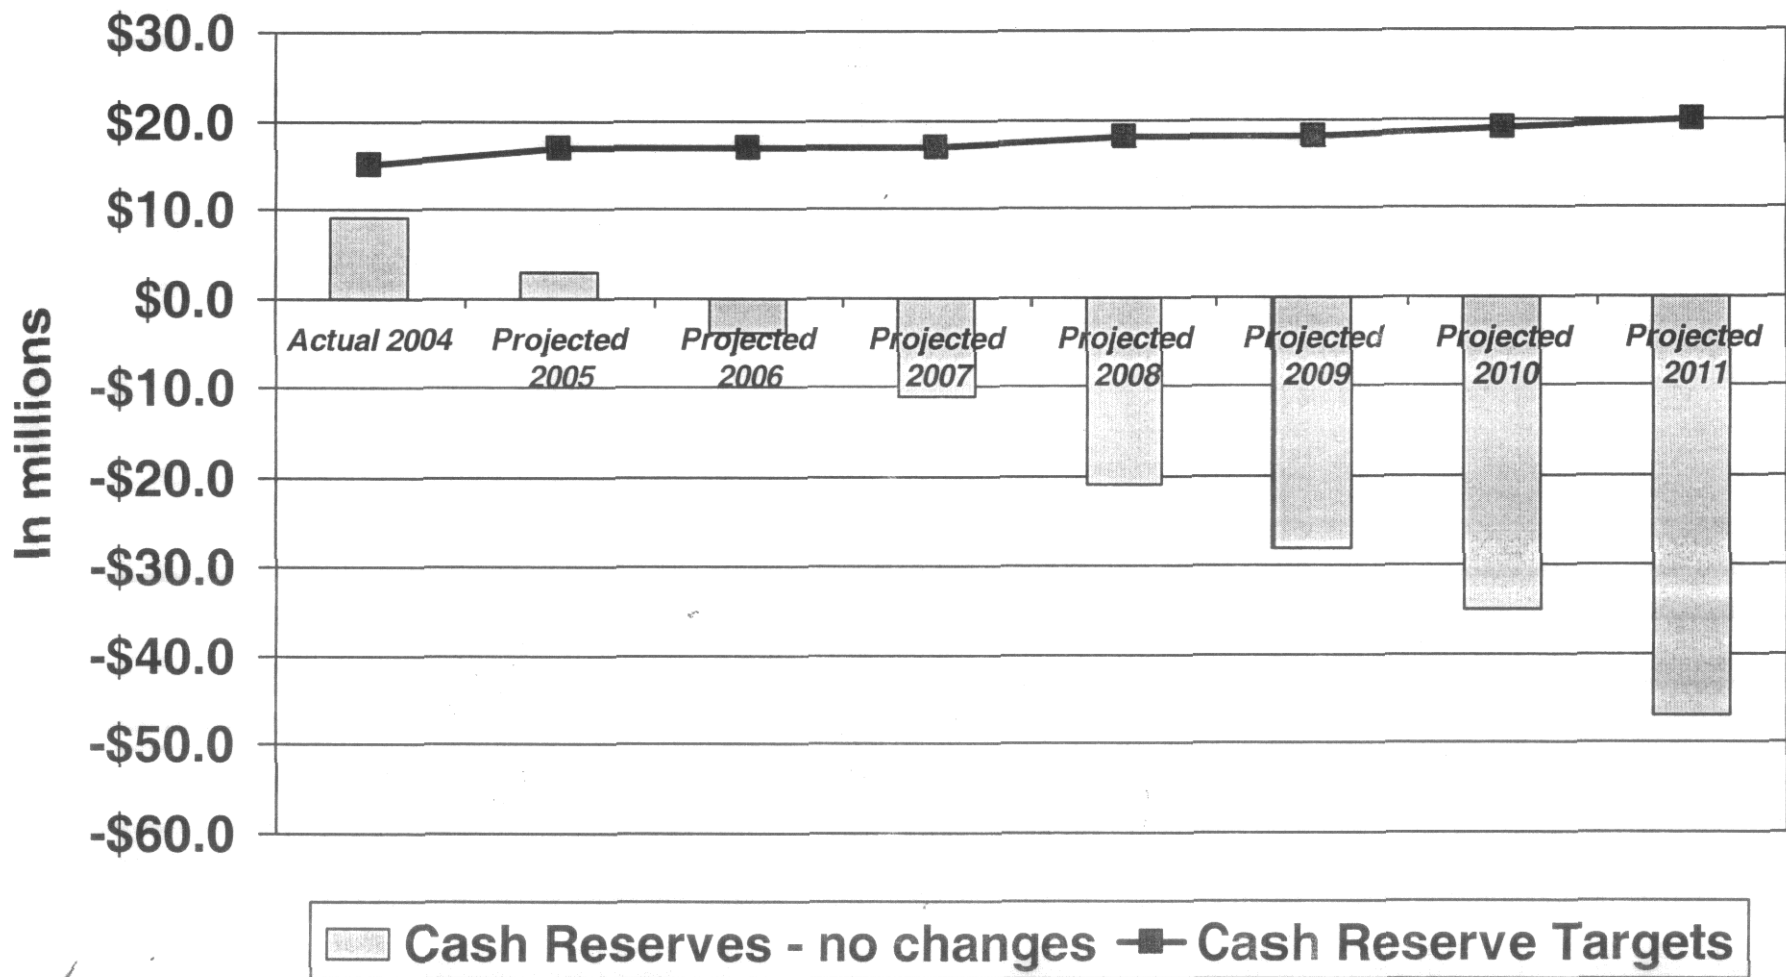 $30.0
$20.0
$10.0
$0.0
-$10.0
-$20.0
-$30.0
-$40.0
-$50.0
-$60.0
In millions
Actual 2004
Projected
2005
Projected
2006
Projected
2007
Projected
2008
Projected
2009
Projected
2010
Projected
2011
Cash Reserves - no changes
Cash Reserve Targets